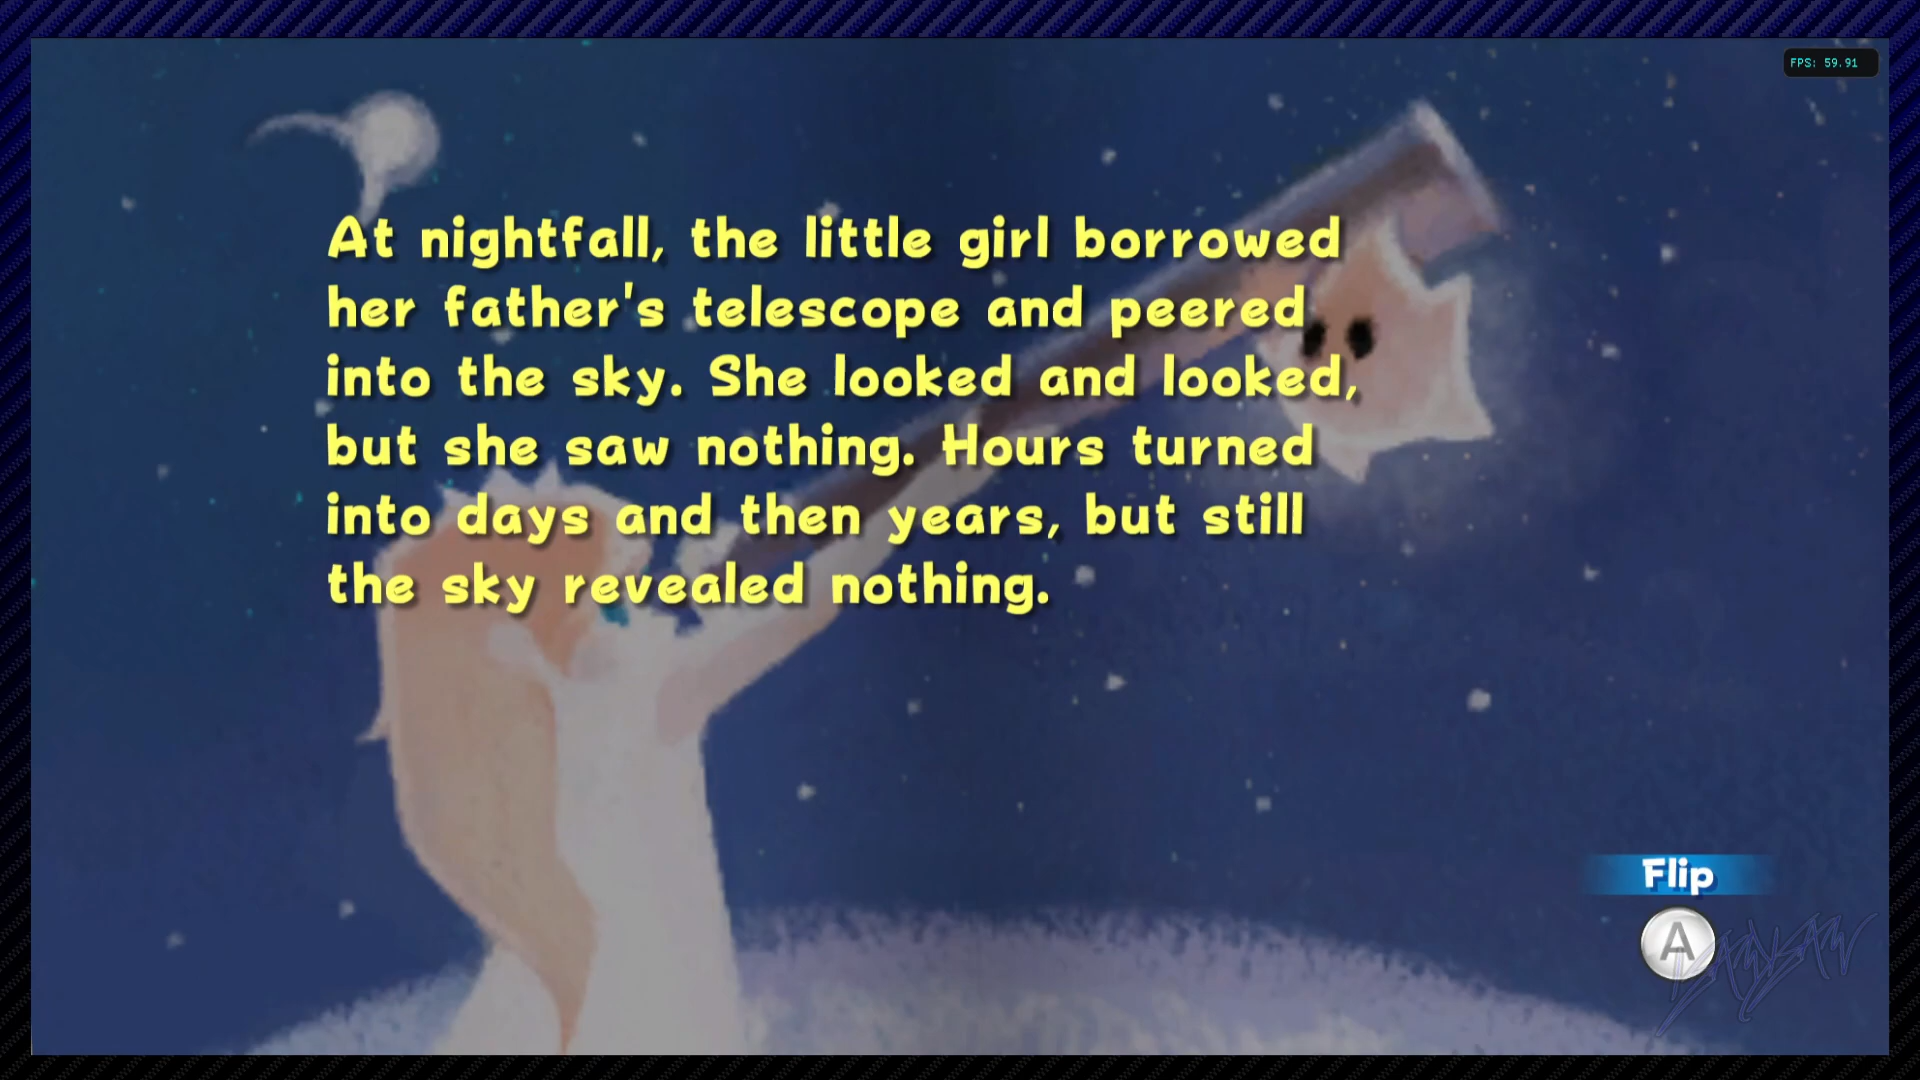 FPS: 59.91
At nightfall, the little girl borrowed
her father's telescope and peered
into the sky. She looked and looked,
but she saw nothing. Hours turned
into days and then years, but still
the sky revealed nothing.
Flip
A